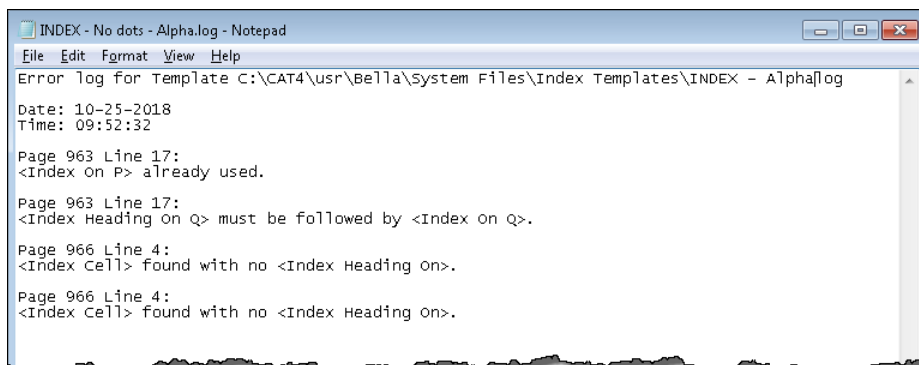 INDEX - No dots - Alpha.log - Notepad
File Edit Format View Help
Error log for Template C:\CAT4\usr\Bella\System Files\Index Templates\INDEX - Alpha.log
Date: 10-25-2018
Time: 09:52:32
Page 963 Line 17:
<Index On P> already used.
Page 963 Line 17:
<Index Heading On Q> must be followed by <Index On Q>.
Page 966 Line 4:
<Index Cell> found with no <Index Heading On>.
Page 966 Line 4:
<Index Cell> found with no <Index Heading On>.